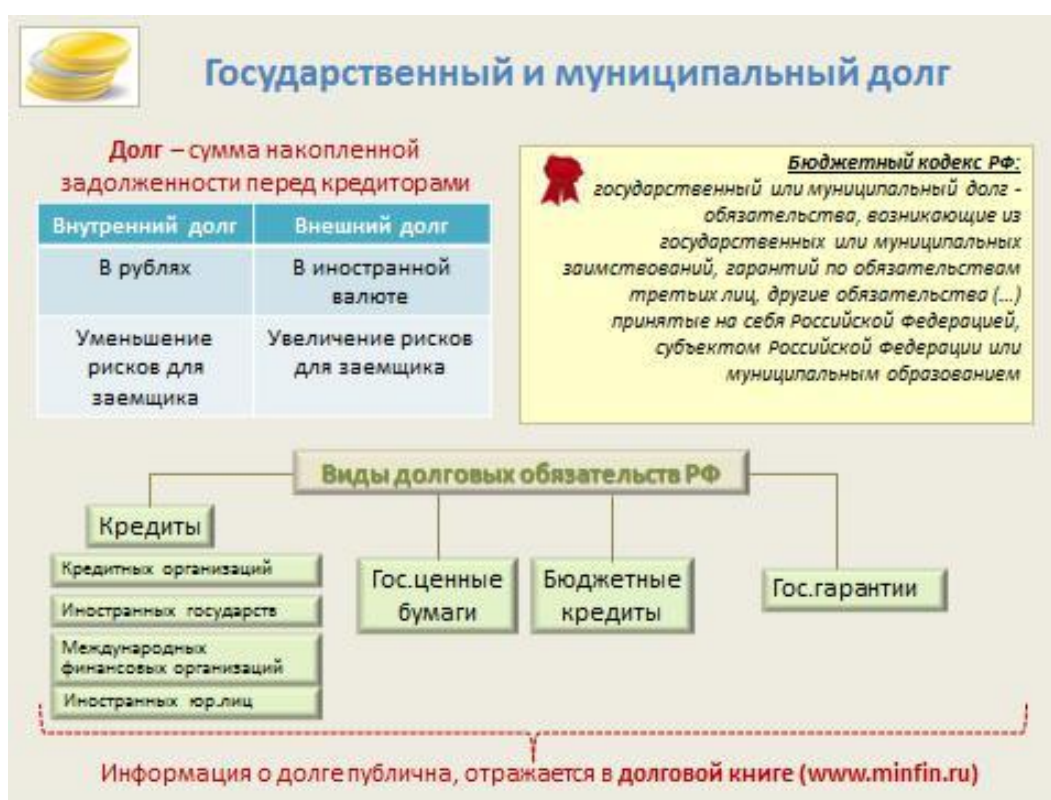 Государственный и муниципальный долг
Долг – сумма накопленной
задолженности перед кредиторами
Внутренний долг
Внешний долг
В рублях
В иностранной
валюте
Уменьшение
рисков для
заемщика
Увеличение рисков
для заемщика
Бюджетный кодекс РФ:
государственный или муниципальный долг -
обязательства, возникающие из
государственных или муниципальных
заимствований, гарантий по обязательствам
третьих лиц, другие обязательства (...)
принятые на себя Российской Федерацией,
субъектом Российской Федерации или
муниципальным образованием
Виды долговых обязательств РФ
Кредиты
Кредитных организаций
Иностранных государств
Международных
финансовых организаций
Иностранных юр.лиц
Гос.ценные
бумаги
Бюджетные
кредиты
Гос.гарантии
Информация о долге публична, отражается в долговой книге (www.minfin.ru)